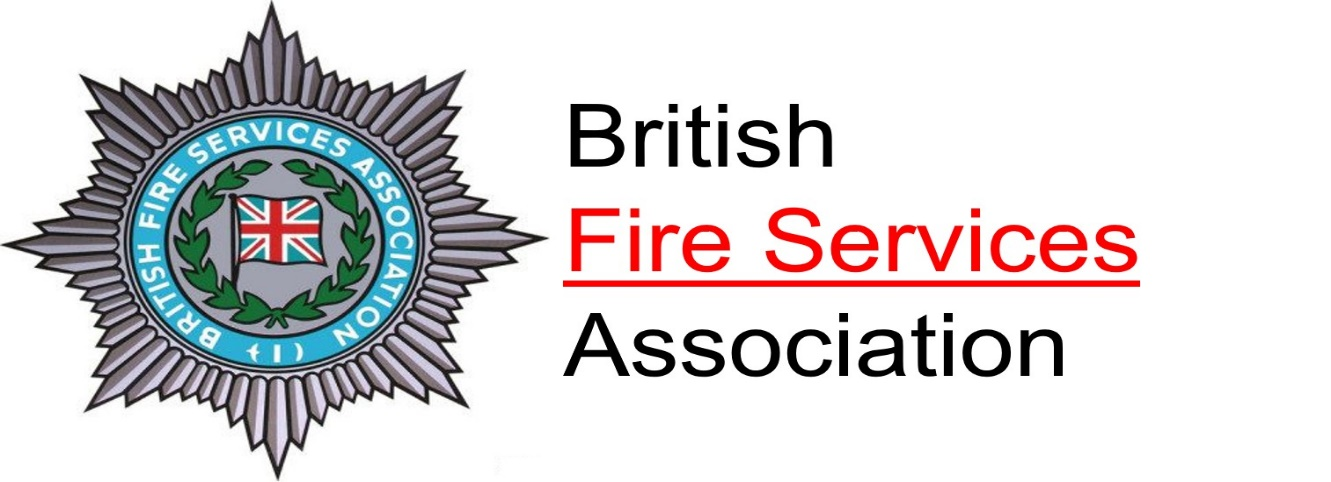 BRITISH FIRE SERVICES ASSOCIATION
British
Fire Services
Association